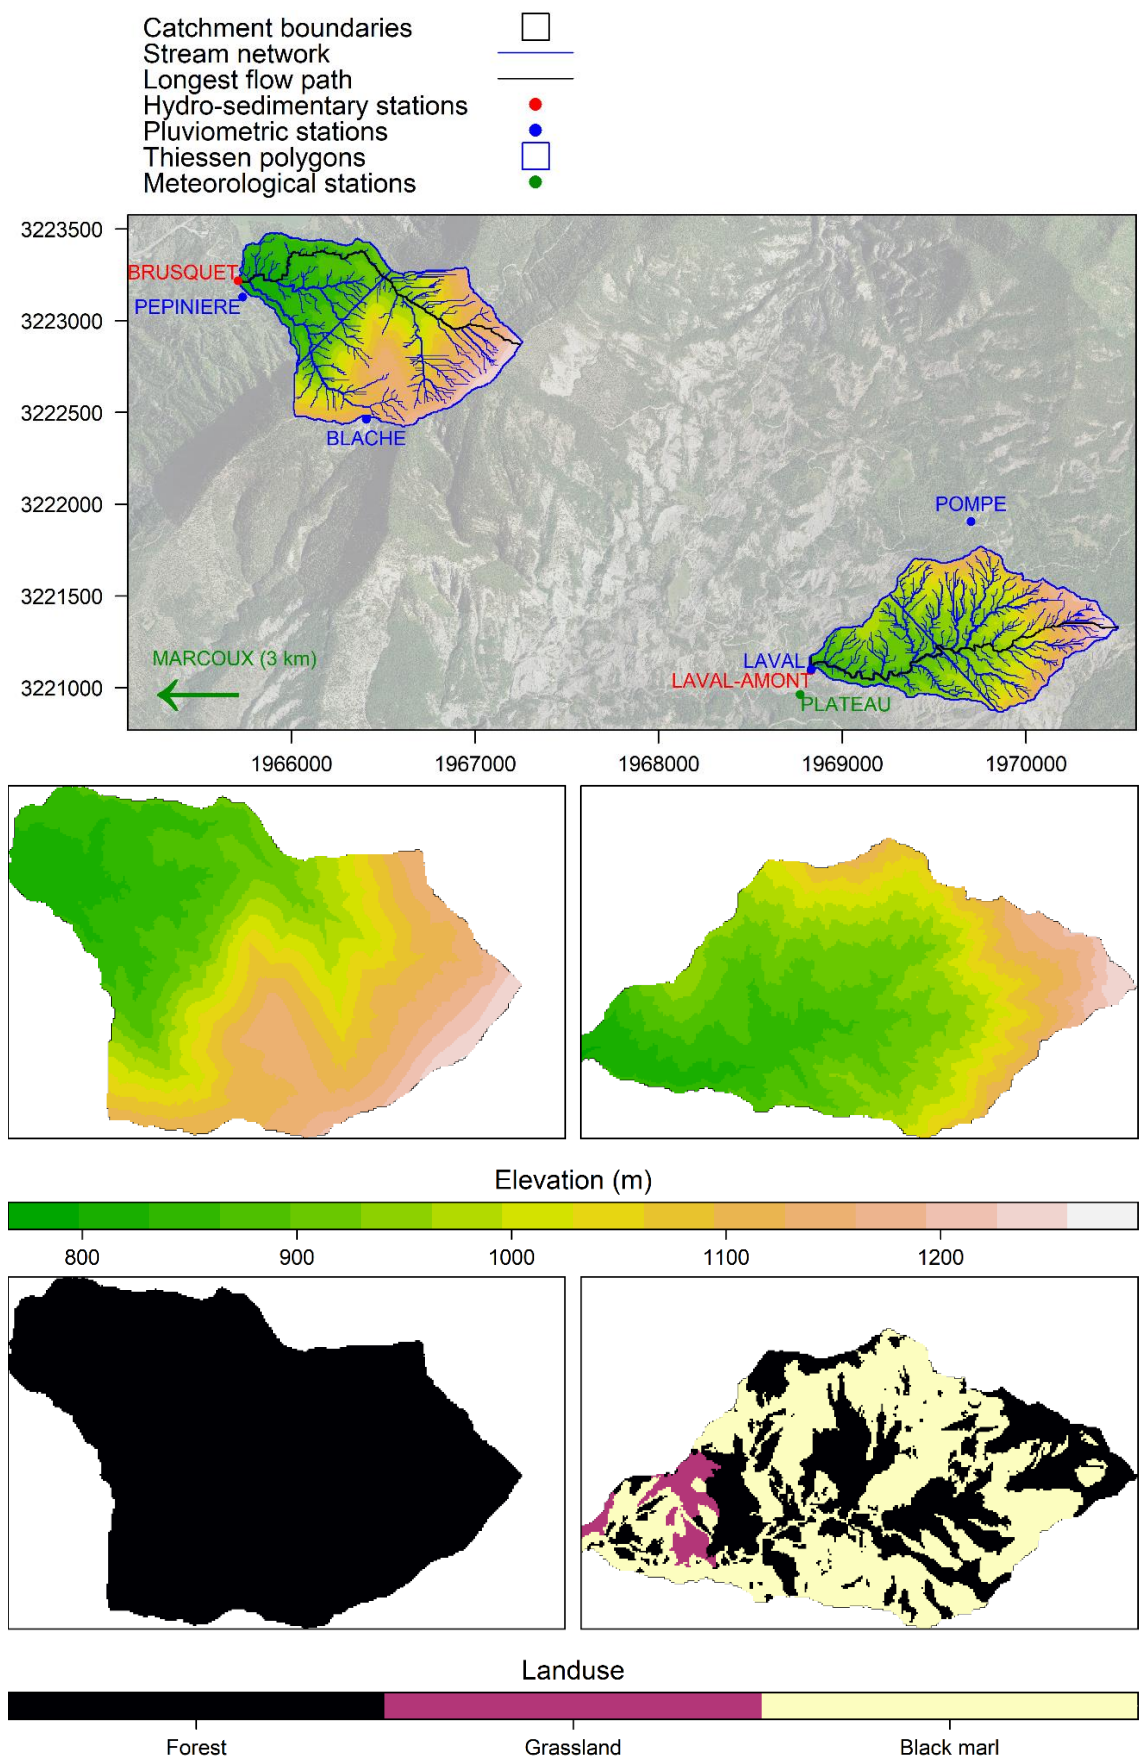 Catchment boundaries
Stream network
Longest flow path
Hydro-sedimentary stations
Pluviometric stations
Thiessen polygons
Meteorological stations
3223500
3223000
3222500
3222000
3221500
3221000
BRUSQUET
PEPINIERE
BLACHE
POMPE
MARCOUX (3 km)
LAVAL
LAVAL-AMONT
PLATEAU
1966000 1967000 1968000 1969000 1970000
Elevation (m)
800 900 1000 1100 1200
Landuse
Forest Grassland Black marl